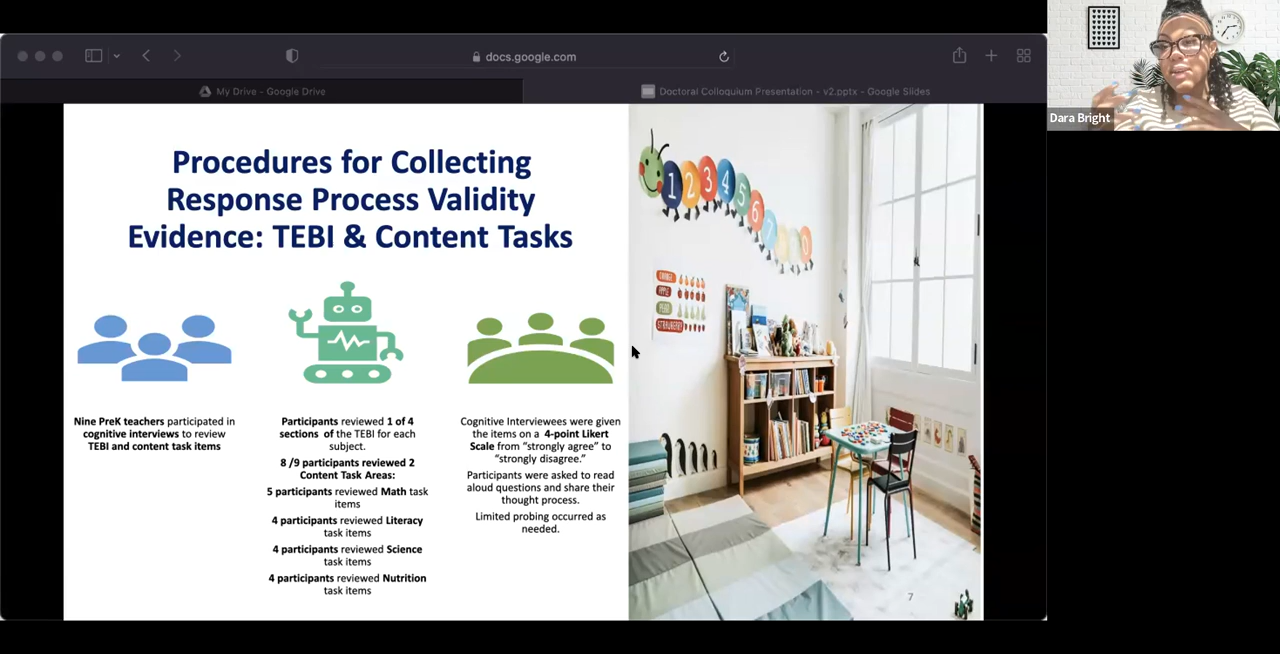 docs.google.com
My Drive - Google Drive
Doctoral Colloquium Presentation - v2.pptx - Google Slides
Dara Bright
Procedures for Collecting
Response Process Validity
Evidence: TEBI & Content Tasks
Nine PreK teachers participated in
cognitive interviews to review
TEBI and content task items
Participants reviewed 1 of 4
sections of the TEBI for each
subject.
8 /9 participants reviewed 2
Content Task Areas:
5 participants reviewed Math task
items
4 participants reviewed Literacy
task items
4 participants reviewed Science
task items
4 participants reviewed Nutrition
task items
Cognitive Interviewees were given
the items on a 4-point Likert
Scale from “strongly agree” to
“strongly disagree.”
Participants were asked to read
aloud questions and share their
thought process.
Limited probing occurred as
needed.
1 2 3 4 5 6 7
ORANGE
APPLE
PEAR
STRAWBERRY
7